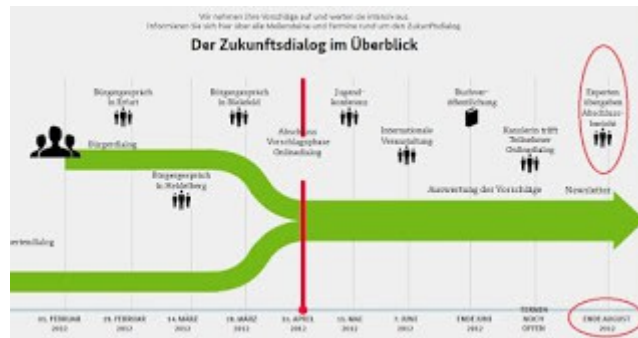 Wir nehmen Ihre Vorschläge auf und werten sie intensiv aus.
Informieren Sie sich hier über alle Meilensteine und Termine rund um den Zukunftsdialog
Der Zukunftsdialog im Überblick
Bürgergespräch
in Erfurt
Bürgergespräch
in Bielefeld
Jugend-
konferenz
Buchver-
öffentlichung
Experten
übergeben
Abschluss-
bericht
Abschluss
Vorschlagsphase
Onlinedialog
Internationale
Veranstaltung
Kanzlerin trifft
Teilnehmer
Onlinedialog
Bürgerdialog
Bürgergespräch
in Heidelberg
Auswertung der Vorschläge
Newsletter
ertendialog
01. FEBRUAR
2012
29. FEBRUAR
2012
14. MÄRZ
2012
28. MÄRZ
2012
APRIL
2012
MAI
2012
7. JUNI
2012
ENDE JUNI
2012
TERMIN
NOCH
OFFEN
ENDE AUGUST
2012